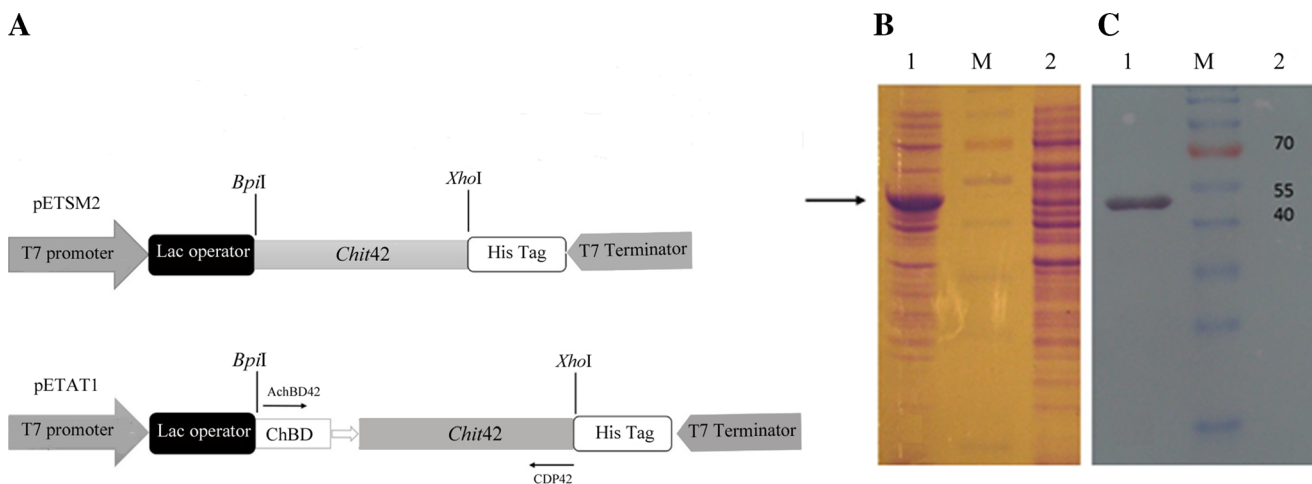 A
pETSM2
BpiI
XhoI
T7 promoter
Lac operator
Chit42
His Tag
T7 Terminator
pETAT1
BpiI
AchBD42
XhoI
T7 promoter
Lac operator
ChBD
Chit42
His Tag
T7 Terminator
CDP42
B
1 M 2
C
1 M 2
70
55
40